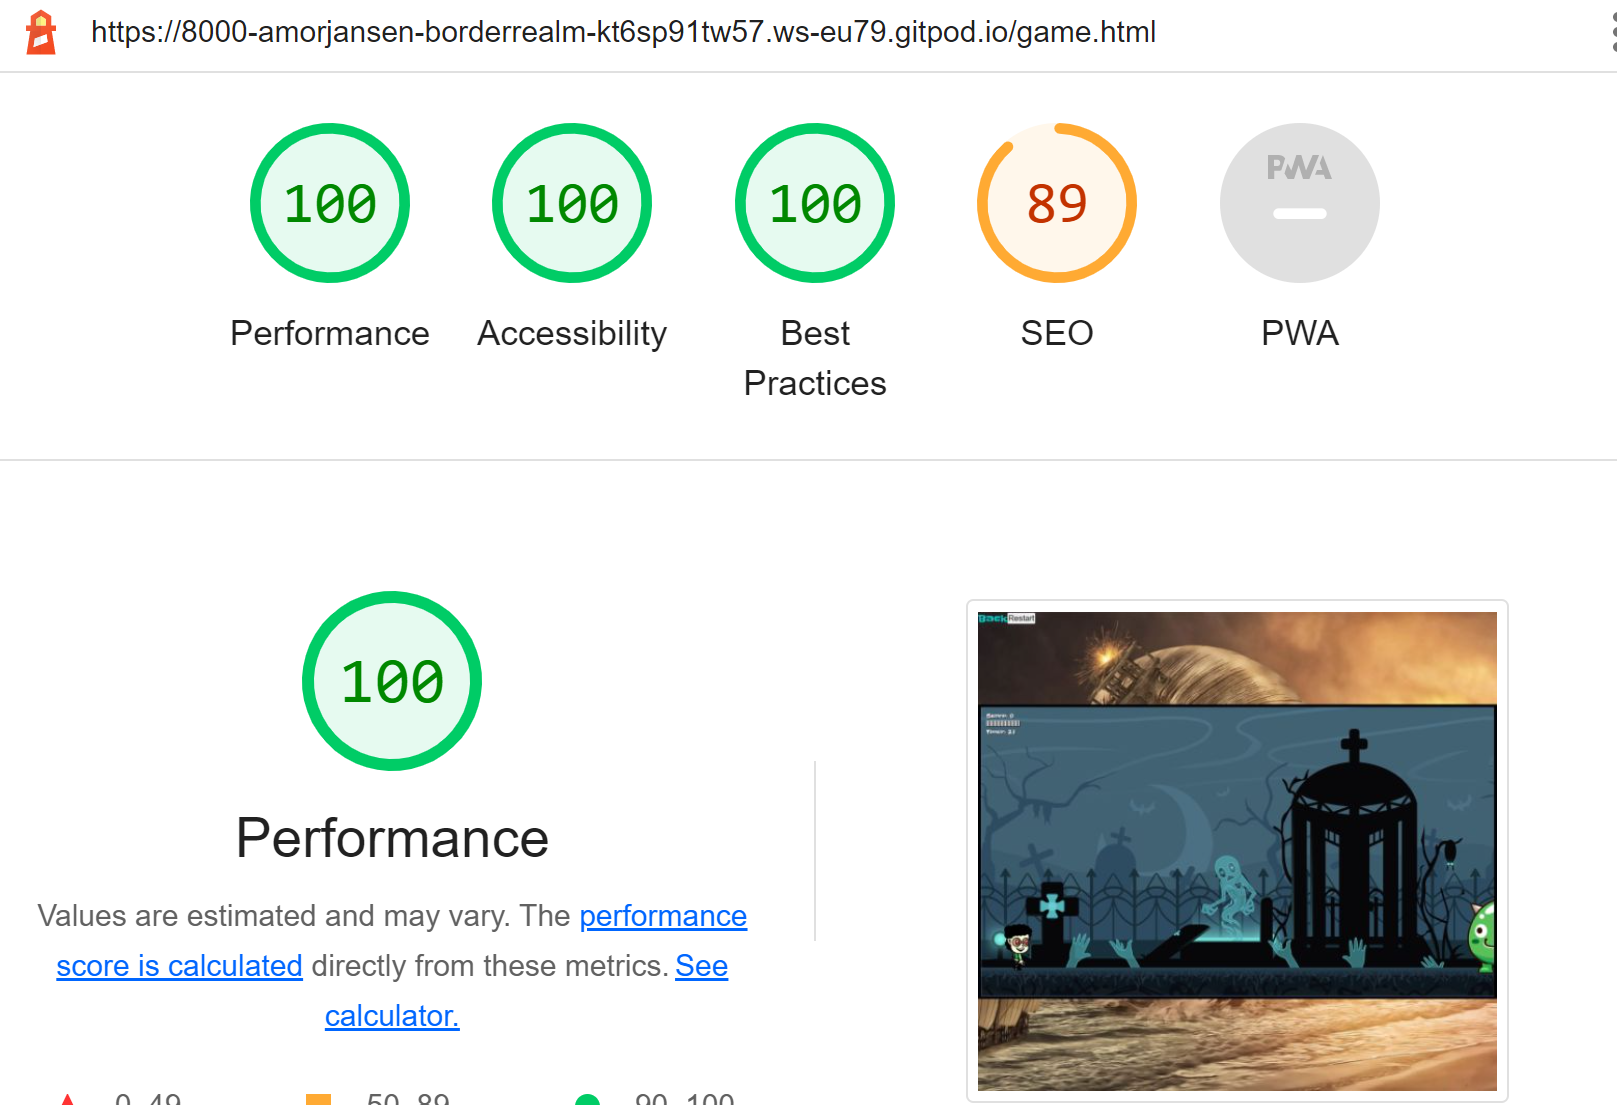 https://8000-amorjansen-borderrealm-kt6sp91tw57.ws-eu79.gitpod.io/game.html
100
100
100
89
PWA
Performance
Accessibility
Best
Practices
SEO
PWA
100
Performance
Values are estimated and may vary. The performance
score is calculated directly from these metrics. See
calculator.
0–49
50–89
90–100
Back Restart